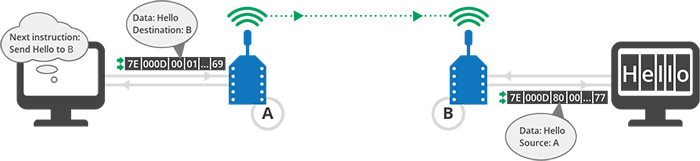 Next instruction:
Send Hello to B
Data: Hello
Destination: B
7E 000D 00 01 ... 69
A
B
Hello
7E 000D 80 00 ... 77
Data: Hello
Source: A